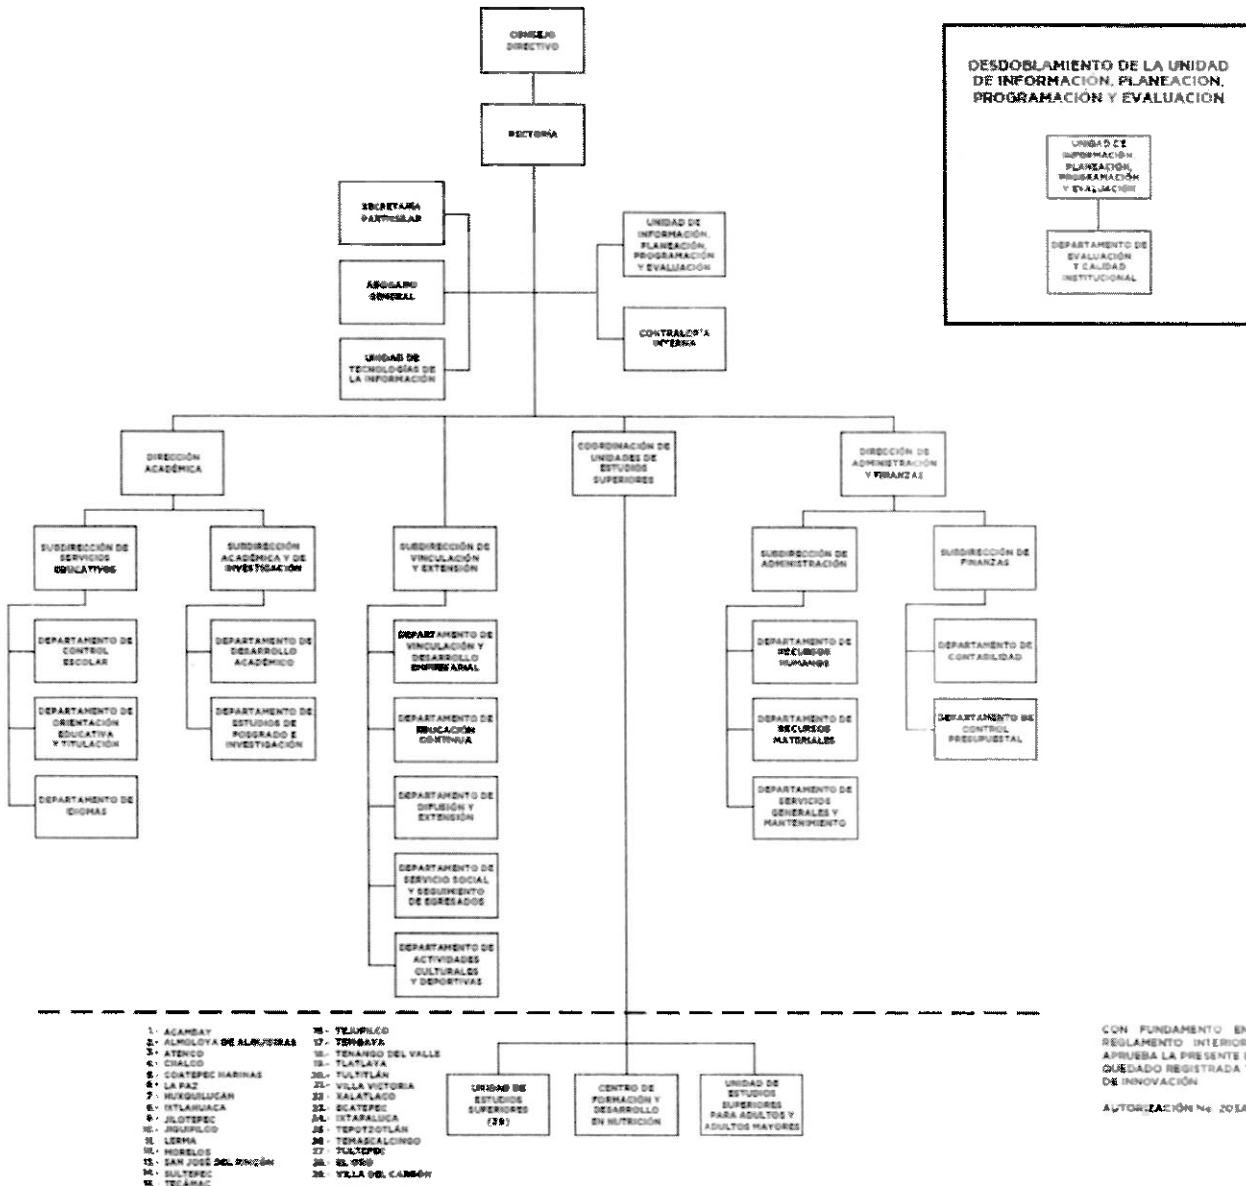 CONSEJO
DIRECTIVO
DESDOBLAMIENTO DE LA UNIDAD
DE INFORMACIÓN, PLANEACIÓN,
PROGRAMACIÓN Y EVALUACIÓN
UNIDAD DE
INFORMACIÓN,
PLANEACIÓN,
PROGRAMACIÓN
Y EVALUACIÓN
DEPARTAMENTO DE
EVALUACIÓN
Y CALIDAD
INSTITUCIONAL
RECTORÍA
SECRETARÍA
PARTICULAR
UNIDAD DE
INFORMACIÓN,
PLANEACIÓN,
PROGRAMACIÓN
Y EVALUACIÓN
ABOGADO
GENERAL
CONTRALORÍA
INTERNA
UNIDAD DE
TECNOLOGÍAS DE
LA INFORMACIÓN
DIRECCIÓN
ACADÉMICA
COORDINACIÓN DE
UNIDADES DE
ESTUDIOS
SUPERIORES
DIRECCIÓN DE
ADMINISTRACIÓN
Y FINANZAS
SUBDIRECCIÓN DE
SERVICIOS
EDUCATIVOS
SUBDIRECCIÓN
ACADÉMICA Y DE
INVESTIGACIÓN
SUBDIRECCIÓN DE
VINCULACIÓN
Y EXTENSIÓN
SUBDIRECCIÓN DE
ADMINISTRACIÓN
SUBDIRECCIÓN DE
FINANZAS
DEPARTAMENTO DE
CONTROL
ESCOLAR
DEPARTAMENTO DE
DESARROLLO
ACADÉMICO
DEPARTAMENTO DE
VINCULACIÓN Y
DESARROLLO
EMPRESARIAL
DEPARTAMENTO DE
RECURSOS
HUMANOS
DEPARTAMENTO DE
CONTABILIDAD
DEPARTAMENTO DE
ORIENTACIÓN
EDUCATIVA
Y TITULACIÓN
DEPARTAMENTO DE
ESTUDIOS DE
POSGRADO E
INVESTIGACIÓN
DEPARTAMENTO DE
EDUCACIÓN
CONTINUA
DEPARTAMENTO DE
RECURSOS
MATERIALES
DEPARTAMENTO DE
CONTROL
PRESUPUESTAL
DEPARTAMENTO DE
IDIOMAS
DEPARTAMENTO DE
DIFUSIÓN Y
EXTENSIÓN
DEPARTAMENTO DE
SERVICIOS
GENERALES Y
MANTENIMIENTO
DEPARTAMENTO DE
SERVICIO SOCIAL
Y SEGUIMIENTO
DE EGRESADOS
DEPARTAMENTO DE
ACTIVIDADES
CULTURALES
Y DEPORTIVAS
1.- ACAMBAY
2.- ALMOLOYA DE ALQUISIRAS
3.- ATENCO
4.- CHALCO
5.- COATEPEC HARINAS
6.- LA PAZ
7.- HUIXQUILUCAN
8.- IXTLAHUACA
9.- JILOTEPEC
10.- JIQUIPILCO
11.- LERMA
12.- MORELOS
13.- SAN JOSÉ DEL RINCÓN
14.- SULTEPEC
15.- TECÁMAC
16.- TEJUPILCO
17.- TEMOAYA
18.- TENANGO DEL VALLE
19.- TLATLAYA
20.- TULTITLÁN
21.- VILLA VICTORIA
22.- XALATLACO
23.- ECATEPEC
24.- IXTAPALUCA
25.- TEPOTZOTLÁN
26.- TEMASCALCINGO
27.- TULTEPEC
28.- EL ORO
29.- VILLA DEL CARBÓN
UNIDAD DE
ESTUDIOS
SUPERIORES
(29)
CENTRO DE
FORMACIÓN Y
DESARROLLO
EN NUTRICIÓN
UNIDAD DE
ESTUDIOS
SUPERIORES
PARA ADULTOS Y
ADULTOS MAYORES
CON FUNDAMENTO EN
REGLAMENTO INTERIOR
APRUEBA LA PRESENTE
QUEDADO REGISTRADA
DE INNOVACIÓN
AUTORIZACIÓN No. 203A